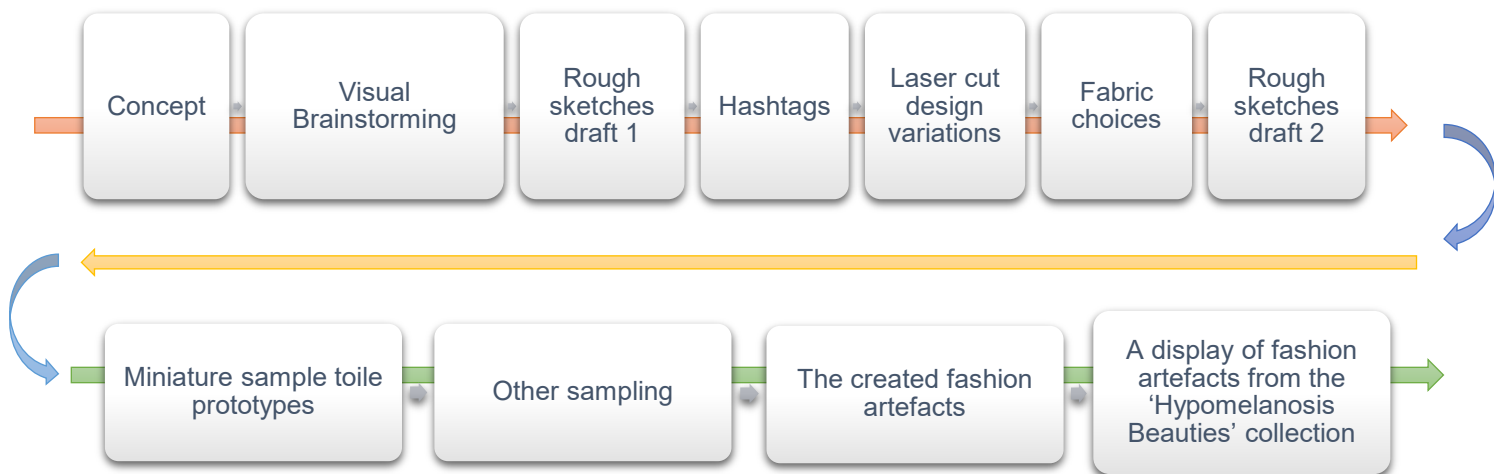 Concept
Visual
Brainstorming
Rough
sketches
draft 1
Hashtags
Laser cut
design
variations
Fabric
choices
Rough
sketches
draft 2
Miniature sample toile
prototypes
Other sampling
The created fashion
artefacts
A display of fashion
artefacts from the
‘Hypomelanosis
Beauties’ collection